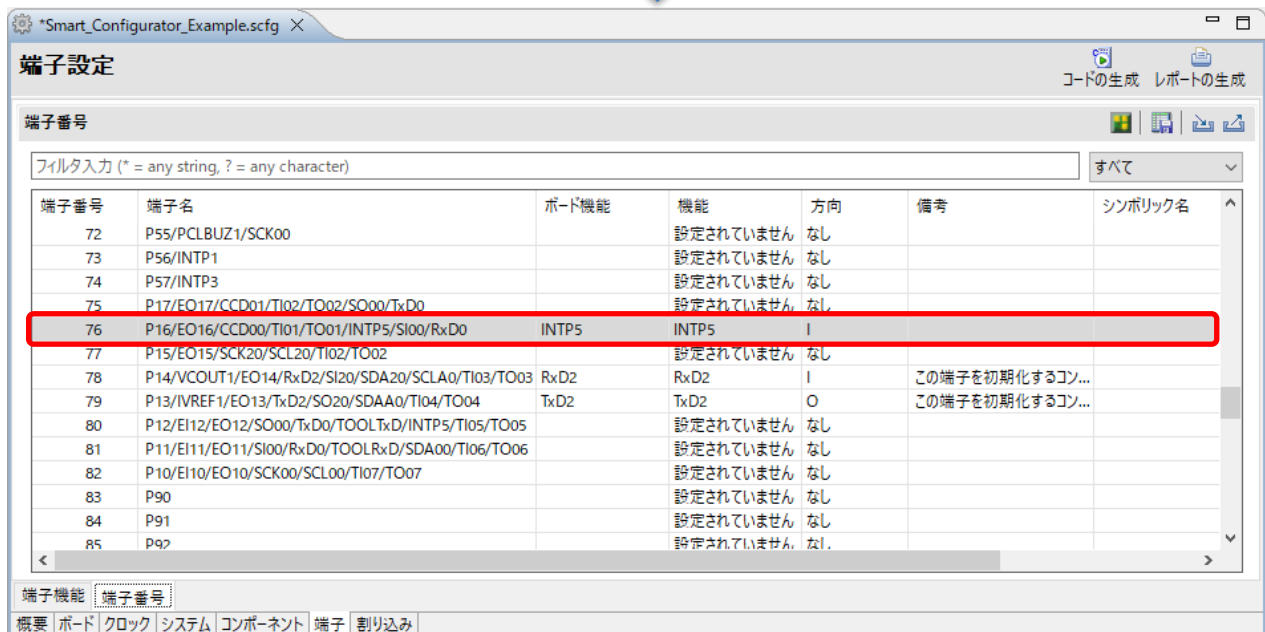 *Smart_Configurator_Example.scfg
端子設定
コードの生成 レポートの生成
端子番号
フィルタ入力 (* = any string, ? = any character) すべて
端子番号 端子名 ボード機能 機能 方向 備考 シンボリック名
72 P55/PCLBUZ1/SCK00 設定されていません なし
73 P56/INTP1 設定されていません なし
74 P57/INTP3 設定されていません なし
75 P17/EO17/CCD01/TI02/TO02/SO00/TxD0 設定されていません なし
76 P16/EO16/CCD00/TI01/TO01/INTP5/SI00/RxD0 INTP5 INTP5 I
77 P15/EO15/SCK20/SCL20/TI02/TO02 設定されていません なし
78 P14/VCOUT1/EO14/RxD2/SI20/SDA20/SCLA0/TI03/TO03 RxD2 RxD2 I この端子を初期化するコン...
79 P13/IVREF1/EO13/TxD2/SO20/SDAA0/TI04/TO04 TxD2 TxD2 O この端子を初期化するコン...
80 P12/EI12/EO12/SO00/TxD0/TOOLTxD/INTP5/TI05/TO05 設定されていません なし
81 P11/EI11/EO11/SI00/RxD0/TOOLRxD/SDA00/TI06/TO06 設定されていません なし
82 P10/EI10/EO10/SCK00/SCL00/TI07/TO07 設定されていません なし
83 P90 設定されていません なし
84 P91 設定されていません なし
85 P92 設定されていません なし
端子機能 端子番号
概要 ボード クロック システム コンポーネント 端子 割り込み